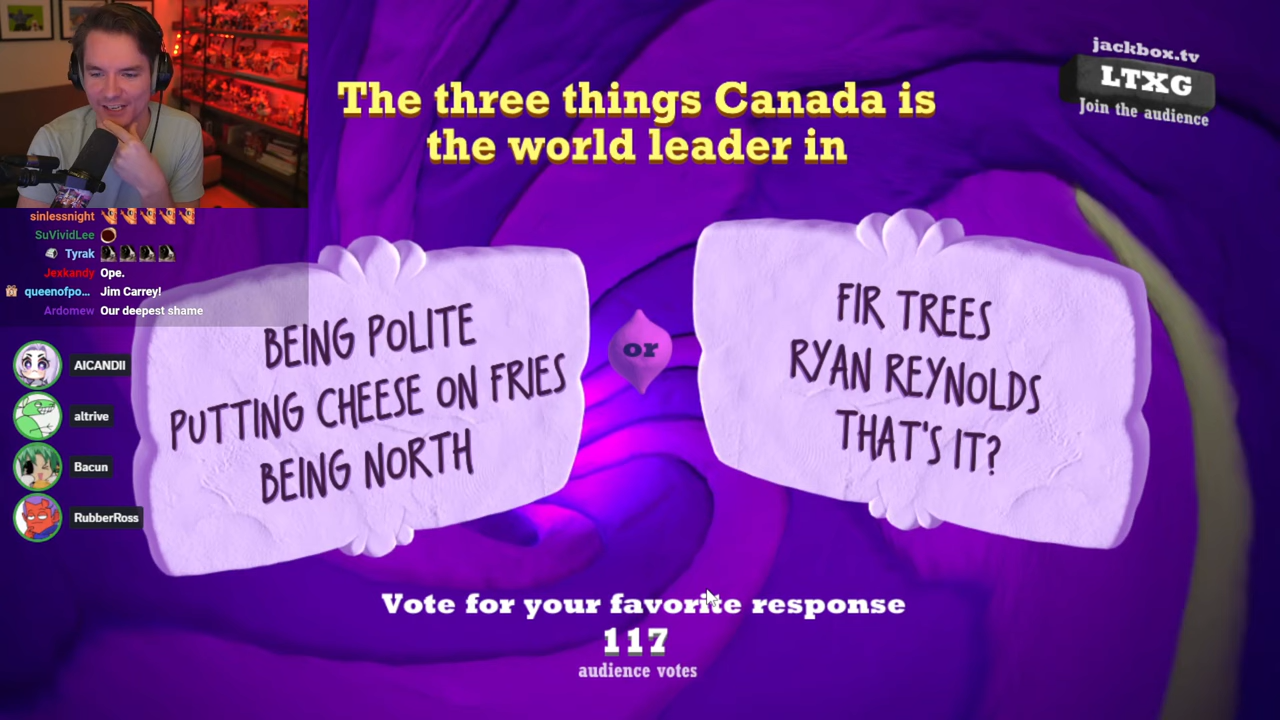 jackbox.tv
LTXG
Join the audience
The three things Canada is
the world leader in
sinlessnight
SuVividLee
Tyrak
Jexkandy Ope.
queenofpo... Jim Carrey!
Ardomew Our deepest shame
BEING POLITE
PUTTING CHEESE ON FRIES
BEING NORTH
or
FIR TREES
RYAN REYNOLDS
THAT'S IT?
AICANDII
altrive
Bacun
RubberRoss
Vote for your favorite response
117
audience votes